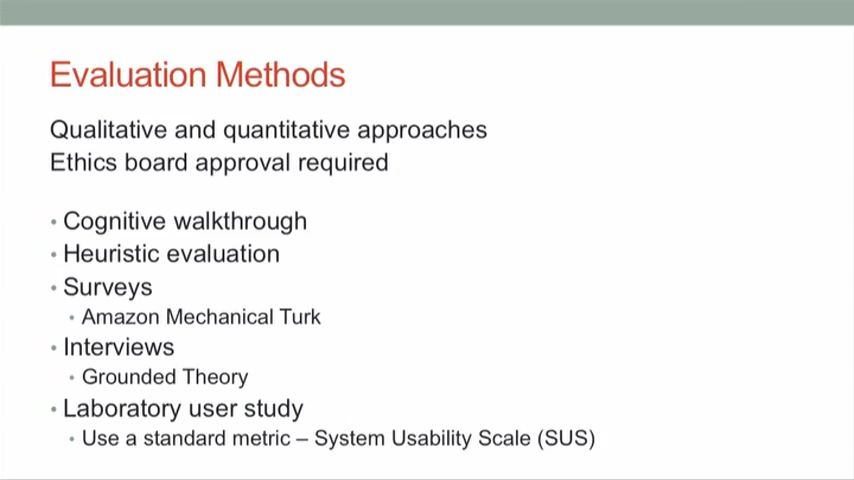 Evaluation Methods
Qualitative and quantitative approaches
Ethics board approval required
• Cognitive walkthrough
• Heuristic evaluation
• Surveys
• Amazon Mechanical Turk
• Interviews
• Grounded Theory
• Laboratory user study
• Use a standard metric – System Usability Scale (SUS)